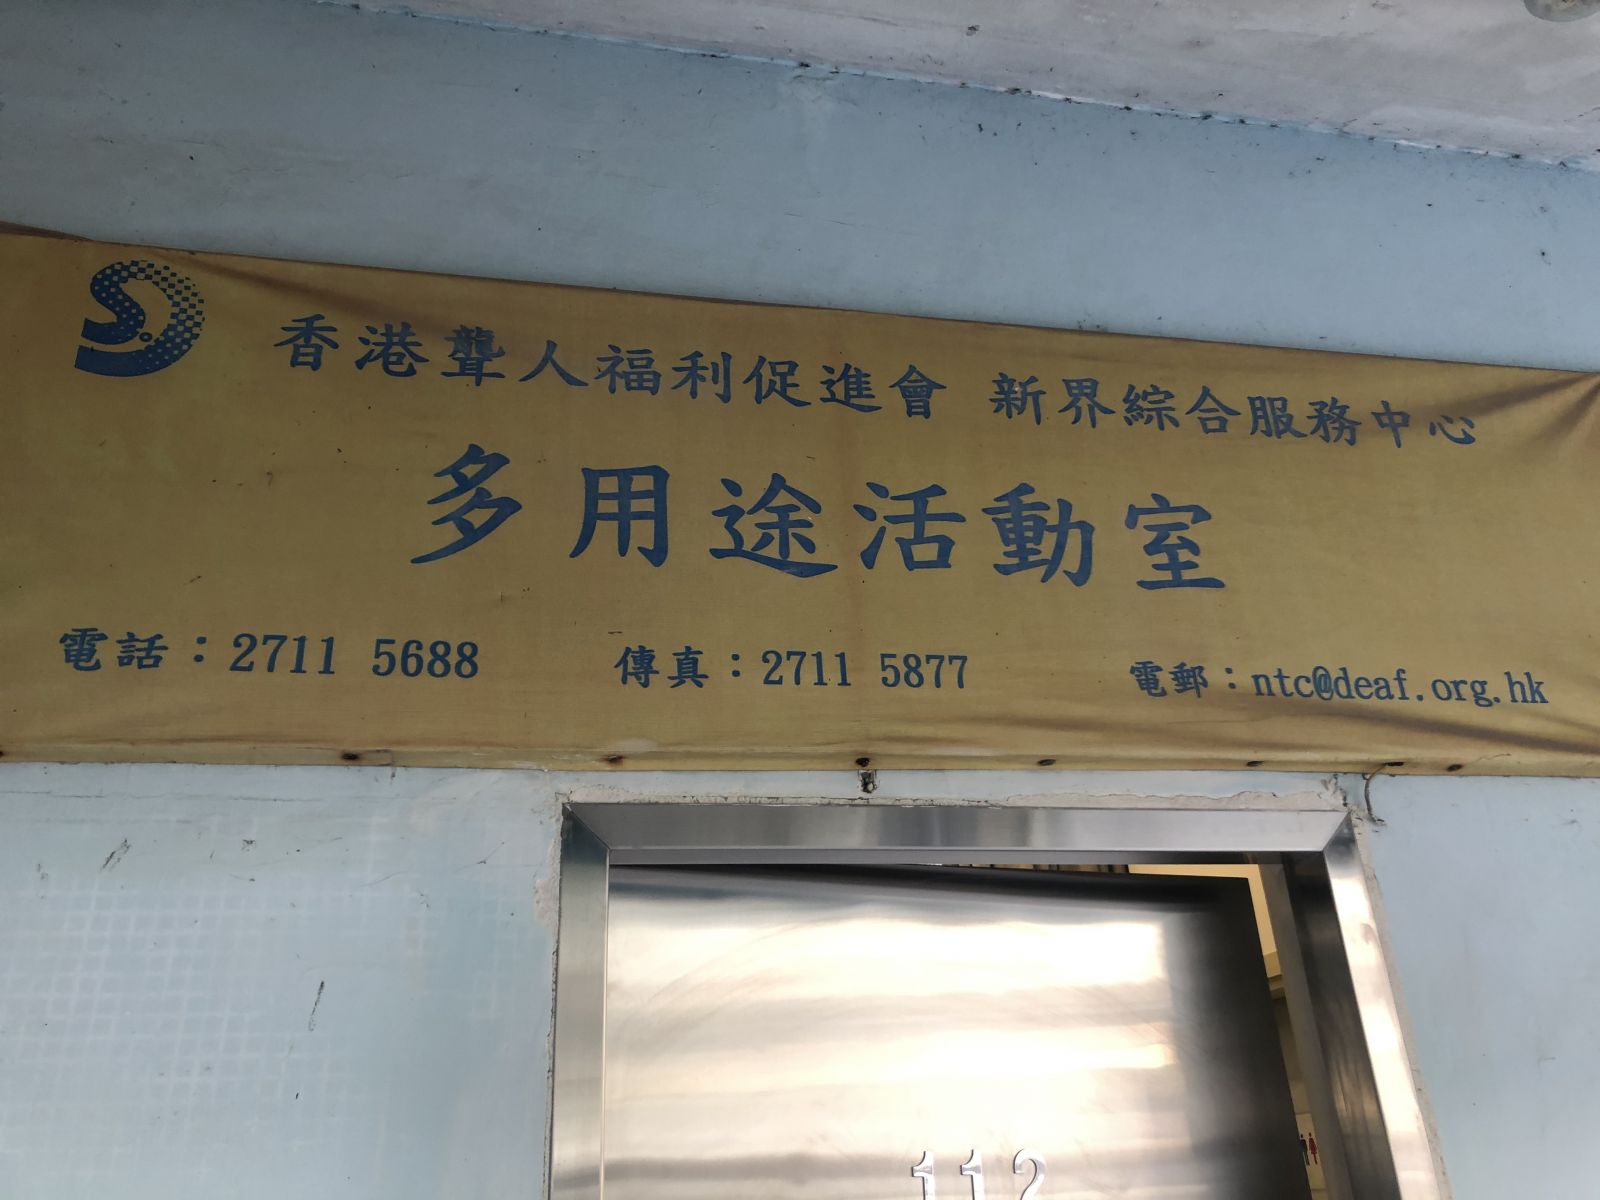 香港聾人福利促進會 新界綜合服務中心
多用途活動室
電話：2711 5688 傳真：2711 5877 電郵：ntc@deaf.org.hk
112